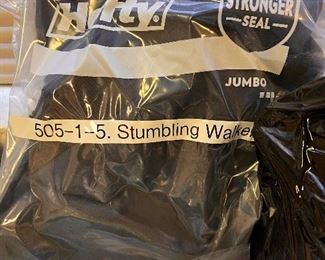 Hefty
STRONGER
SEAL
JUMBO
505-1-5. Stumbling Walke